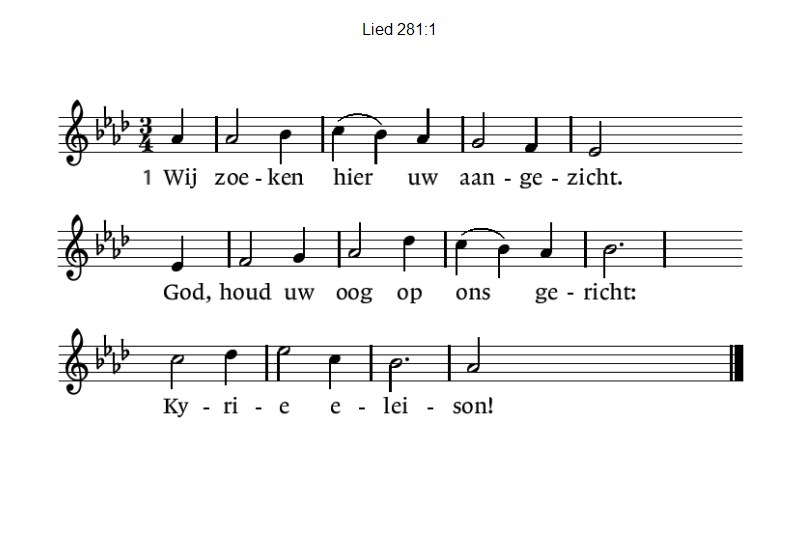 Lied 281:1
1 Wij zoe - ken hier uw aan - ge - zicht.
God, houd uw oog op ons ge - richt:
Ky - ri - e e - lei - son!